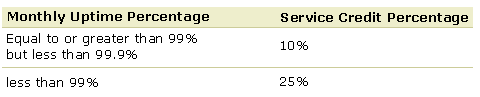 Monthly Uptime Percentage Service Credit Percentage
Equal to or greater than 99%
but less than 99.9% 10%
less than 99% 25%